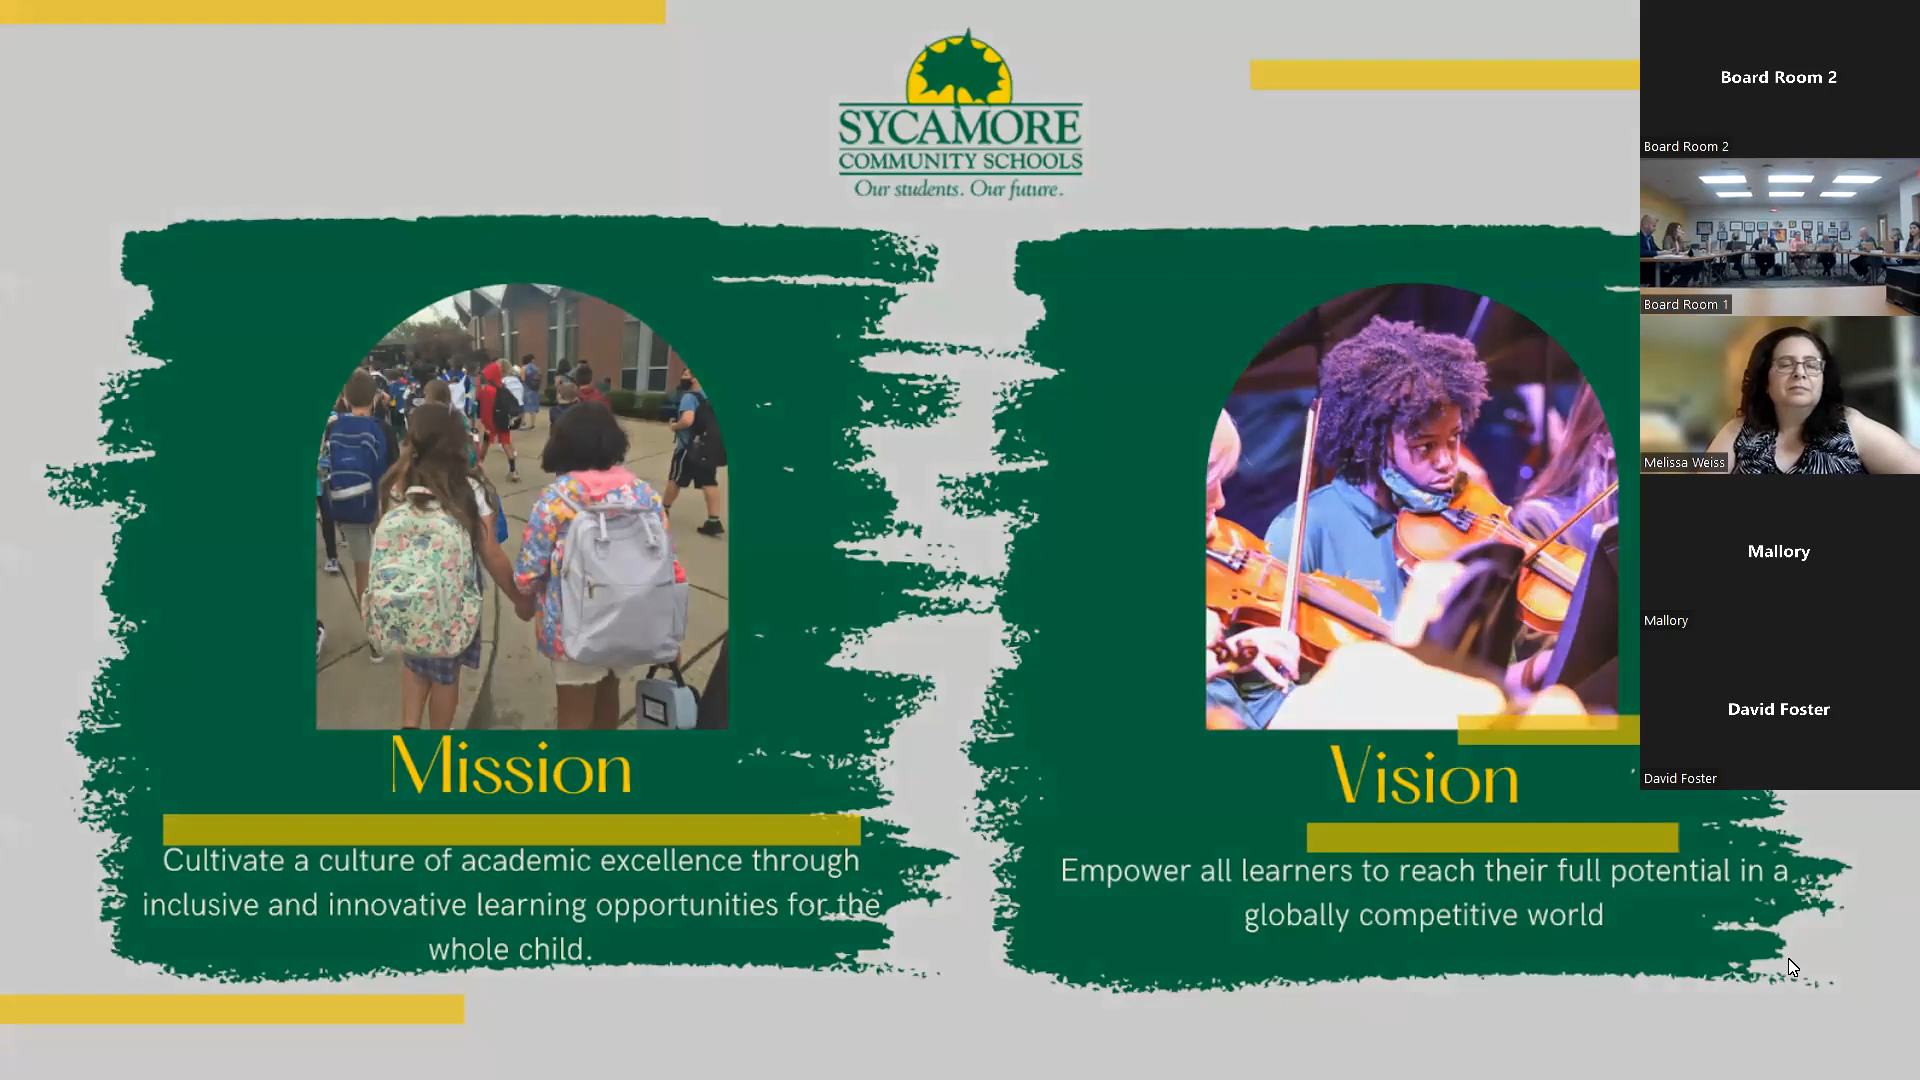 SYCAMORE
COMMUNITY SCHOOLS
Our students. Our future.
Mission
Cultivate a culture of academic excellence through
inclusive and innovative learning opportunities for the
whole child.
Vision
Empower all learners to reach their full potential in a
globally competitive world
Board Room 2
Board Room 2
Board Room 1
Melissa Weiss
Mallory
Mallory
David Foster
David Foster